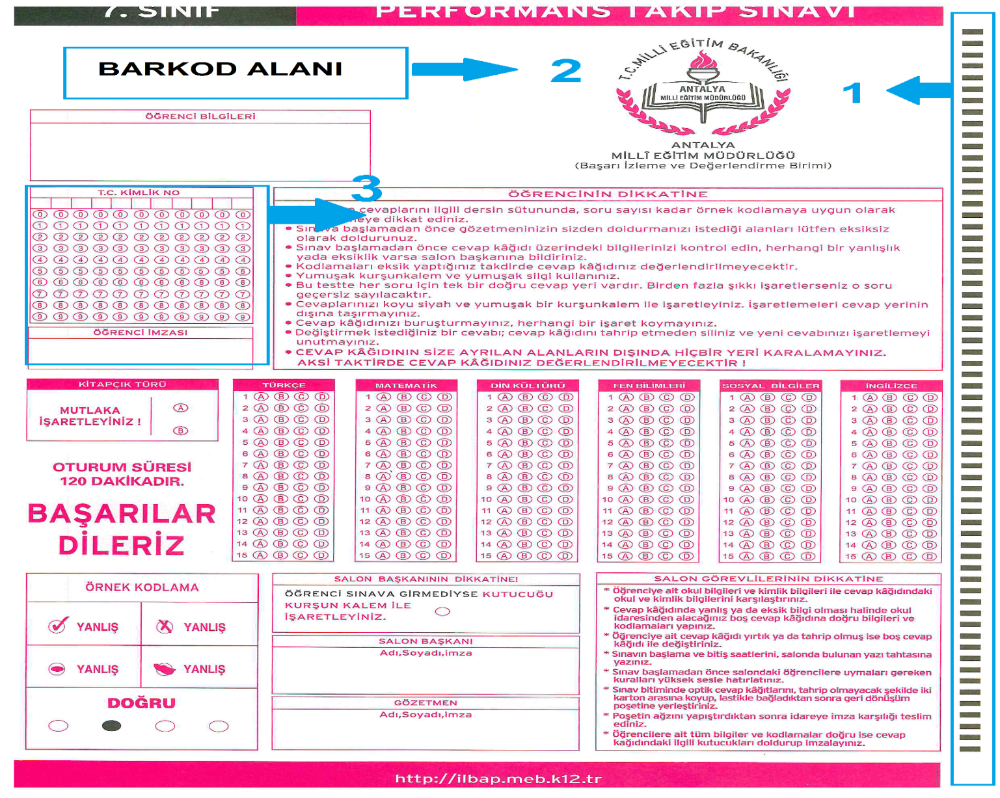 7. SINIF
PERFORMANS TAKİP SINAVI
BARKOD ALANI
2
1
T.C. MİLLİ EĞİTİM BAKANLIĞI
ANTALYA
MİLLİ EĞİTİM MÜDÜRLÜĞÜ
ANTALYA
MİLLÎ EĞİTİM MÜDÜRLÜĞÜ
(Başarı İzleme ve Değerlendirme Birimi)
ÖĞRENCİ BİLGİLERİ
3
T.C. KİMLİK NO
0 0 0 0 0 0 0 0 0 0 0
1 1 1 1 1 1 1 1 1 1 1
2 2 2 2 2 2 2 2 2 2 2
3 3 3 3 3 3 3 3 3 3 3
4 4 4 4 4 4 4 4 4 4 4
5 5 5 5 5 5 5 5 5 5 5
6 6 6 6 6 6 6 6 6 6 6
7 7 7 7 7 7 7 7 7 7 7
8 8 8 8 8 8 8 8 8 8 8
9 9 9 9 9 9 9 9 9 9 9
ÖĞRENCİ İMZASI
ÖĞRENCİNİN DİKKATİNE
cevaplarını ilgili dersin sütununda, soru sayısı kadar örnek kodlamaya uygun olarak
dikkat ediniz.
• Sınava başlamadan önce gözetmeninizin sizden doldurmanızı istediği alanları lütfen eksiksiz
olarak doldurunuz.
• Sınav başlamadan önce cevap kâğıdı üzerindeki bilgilerinizi kontrol edin, herhangi bir yanlışlık
yada eksiklik varsa salon başkanına bildiriniz.
• Kodlamaları eksik yaptığınız takdirde cevap kâğıdınız değerlendirilmeyecektir.
• Yumuşak kurşunkalem ve yumuşak silgi kullanınız.
• Bu testte her soru için tek bir doğru cevap yeri vardır. Birden fazla şıkkı işaretlerseniz o soru
geçersiz sayılacaktır.
• Cevaplarınızı koyu siyah ve yumuşak bir kurşunkalem ile işaretleyiniz. İşaretlemeleri cevap yerinin
dışına taşırmayınız.
• Cevap kâğıdınızı buruşturmayınız, herhangi bir işaret koymayınız.
• Değiştirmek istediğiniz bir cevabı; cevap kâğıdını tahrip etmeden siliniz ve yeni cevabınızı işaretlemeyi
unutmayınız.
• CEVAP KÂĞIDININ SİZE AYRILAN ALANLARIN DIŞINDA HİÇBİR YERİ KARALAMAYINIZ.
AKSİ TAKTİRDE CEVAP KÂĞIDINIZ DEĞERLENDİRİLMEYECEKTİR !
KİTAPÇIK TÜRÜ
MUTLAKA
İŞARETLEYİNİZ !
A
B
OTURUM SÜRESİ
120 DAKİKADIR.
BAŞARILAR
DİLERİZ
TÜRKÇE
1 A B C D
2 A B C D
3 A B C D
4 A B C D
5 A B C D
6 A B C D
7 A B C D
8 A B C D
9 A B C D
10 A B C D
11 A B C D
12 A B C D
13 A B C D
14 A B C D
15 A B C D
MATEMATİK
1 A B C D
2 A B C D
3 A B C D
4 A B C D
5 A B C D
6 A B C D
7 A B C D
8 A B C D
9 A B C D
10 A B C D
11 A B C D
12 A B C D
13 A B C D
14 A B C D
15 A B C D
DİN KÜLTÜRÜ
1 A B C D
2 A B C D
3 A B C D
4 A B C D
5 A B C D
6 A B C D
7 A B C D
8 A B C D
9 A B C D
10 A B C D
11 A B C D
12 A B C D
13 A B C D
14 A B C D
15 A B C D
FEN BİLİMLERİ
1 A B C D
2 A B C D
3 A B C D
4 A B C D
5 A B C D
6 A B C D
7 A B C D
8 A B C D
9 A B C D
10 A B C D
11 A B C D
12 A B C D
13 A B C D
14 A B C D
15 A B C D
SOSYAL BİLGİLER
1 A B C D
2 A B C D
3 A B C D
4 A B C D
5 A B C D
6 A B C D
7 A B C D
8 A B C D
9 A B C D
10 A B C D
11 A B C D
12 A B C D
13 A B C D
14 A B C D
15 A B C D
İNGİLİZCE
1 A B C D
2 A B C D
3 A B C D
4 A B C D
5 A B C D
6 A B C D
7 A B C D
8 A B C D
9 A B C D
10 A B C D
11 A B C D
12 A B C D
13 A B C D
14 A B C D
15 A B C D
ÖRNEK KODLAMA
YANLIŞ YANLIŞ
YANLIŞ YANLIŞ
DOĞRU
SALON BAŞKANININ DİKKATİNE!
ÖĞRENCİ SINAVA GİRMEDİYSE KUTUCUĞU
KURŞUN KALEM İLE
İŞARETLEYİNİZ.
SALON BAŞKANI
Adı,Soyadı,imza
GÖZETMEN
Adı,Soyadı,imza
SALON GÖREVLİLERİNİN DİKKATİNE
* Öğrenciye ait okul bilgileri ve kimlik bilgileri ile cevap kâğıdındaki
okul ve kimlik bilgilerini karşılaştırınız.
* Cevap kâğıdında yanlış ya da eksik bilgi olması halinde okul
idaresinden alacağınız boş cevap kâğıdına doğru bilgileri ve
kodlamaları yapınız.
* Öğrenciye ait cevap kâğıdı yırtık ya da tahrip olmuş ise boş cevap
kâğıdı ile değiştiriniz.
* Sınavın başlama ve bitiş saatlerini, salonda bulunan yazı tahtasına
yazınız.
* Sınav başlamadan önce salondaki öğrencilere uymaları gereken
kuralları yüksek sesle hatırlatınız.
* Sınav bitiminde optik cevap kâğıtlarını, tahrip olmayacak şekilde iki
karton arasına koyup, lastikle bağladıktan sonra geri dönüşüm
poşetine yerleştiriniz.
* Poşetin ağzını yapıştırdıktan sonra idareye imza karşılığı teslim
ediniz.
* Öğrencilere ait tüm bilgiler ve kodlamalar doğru ise cevap
kağıdındaki ilgili kutucukları doldurup imzalayınız.
http://ilbap.meb.k12.tr